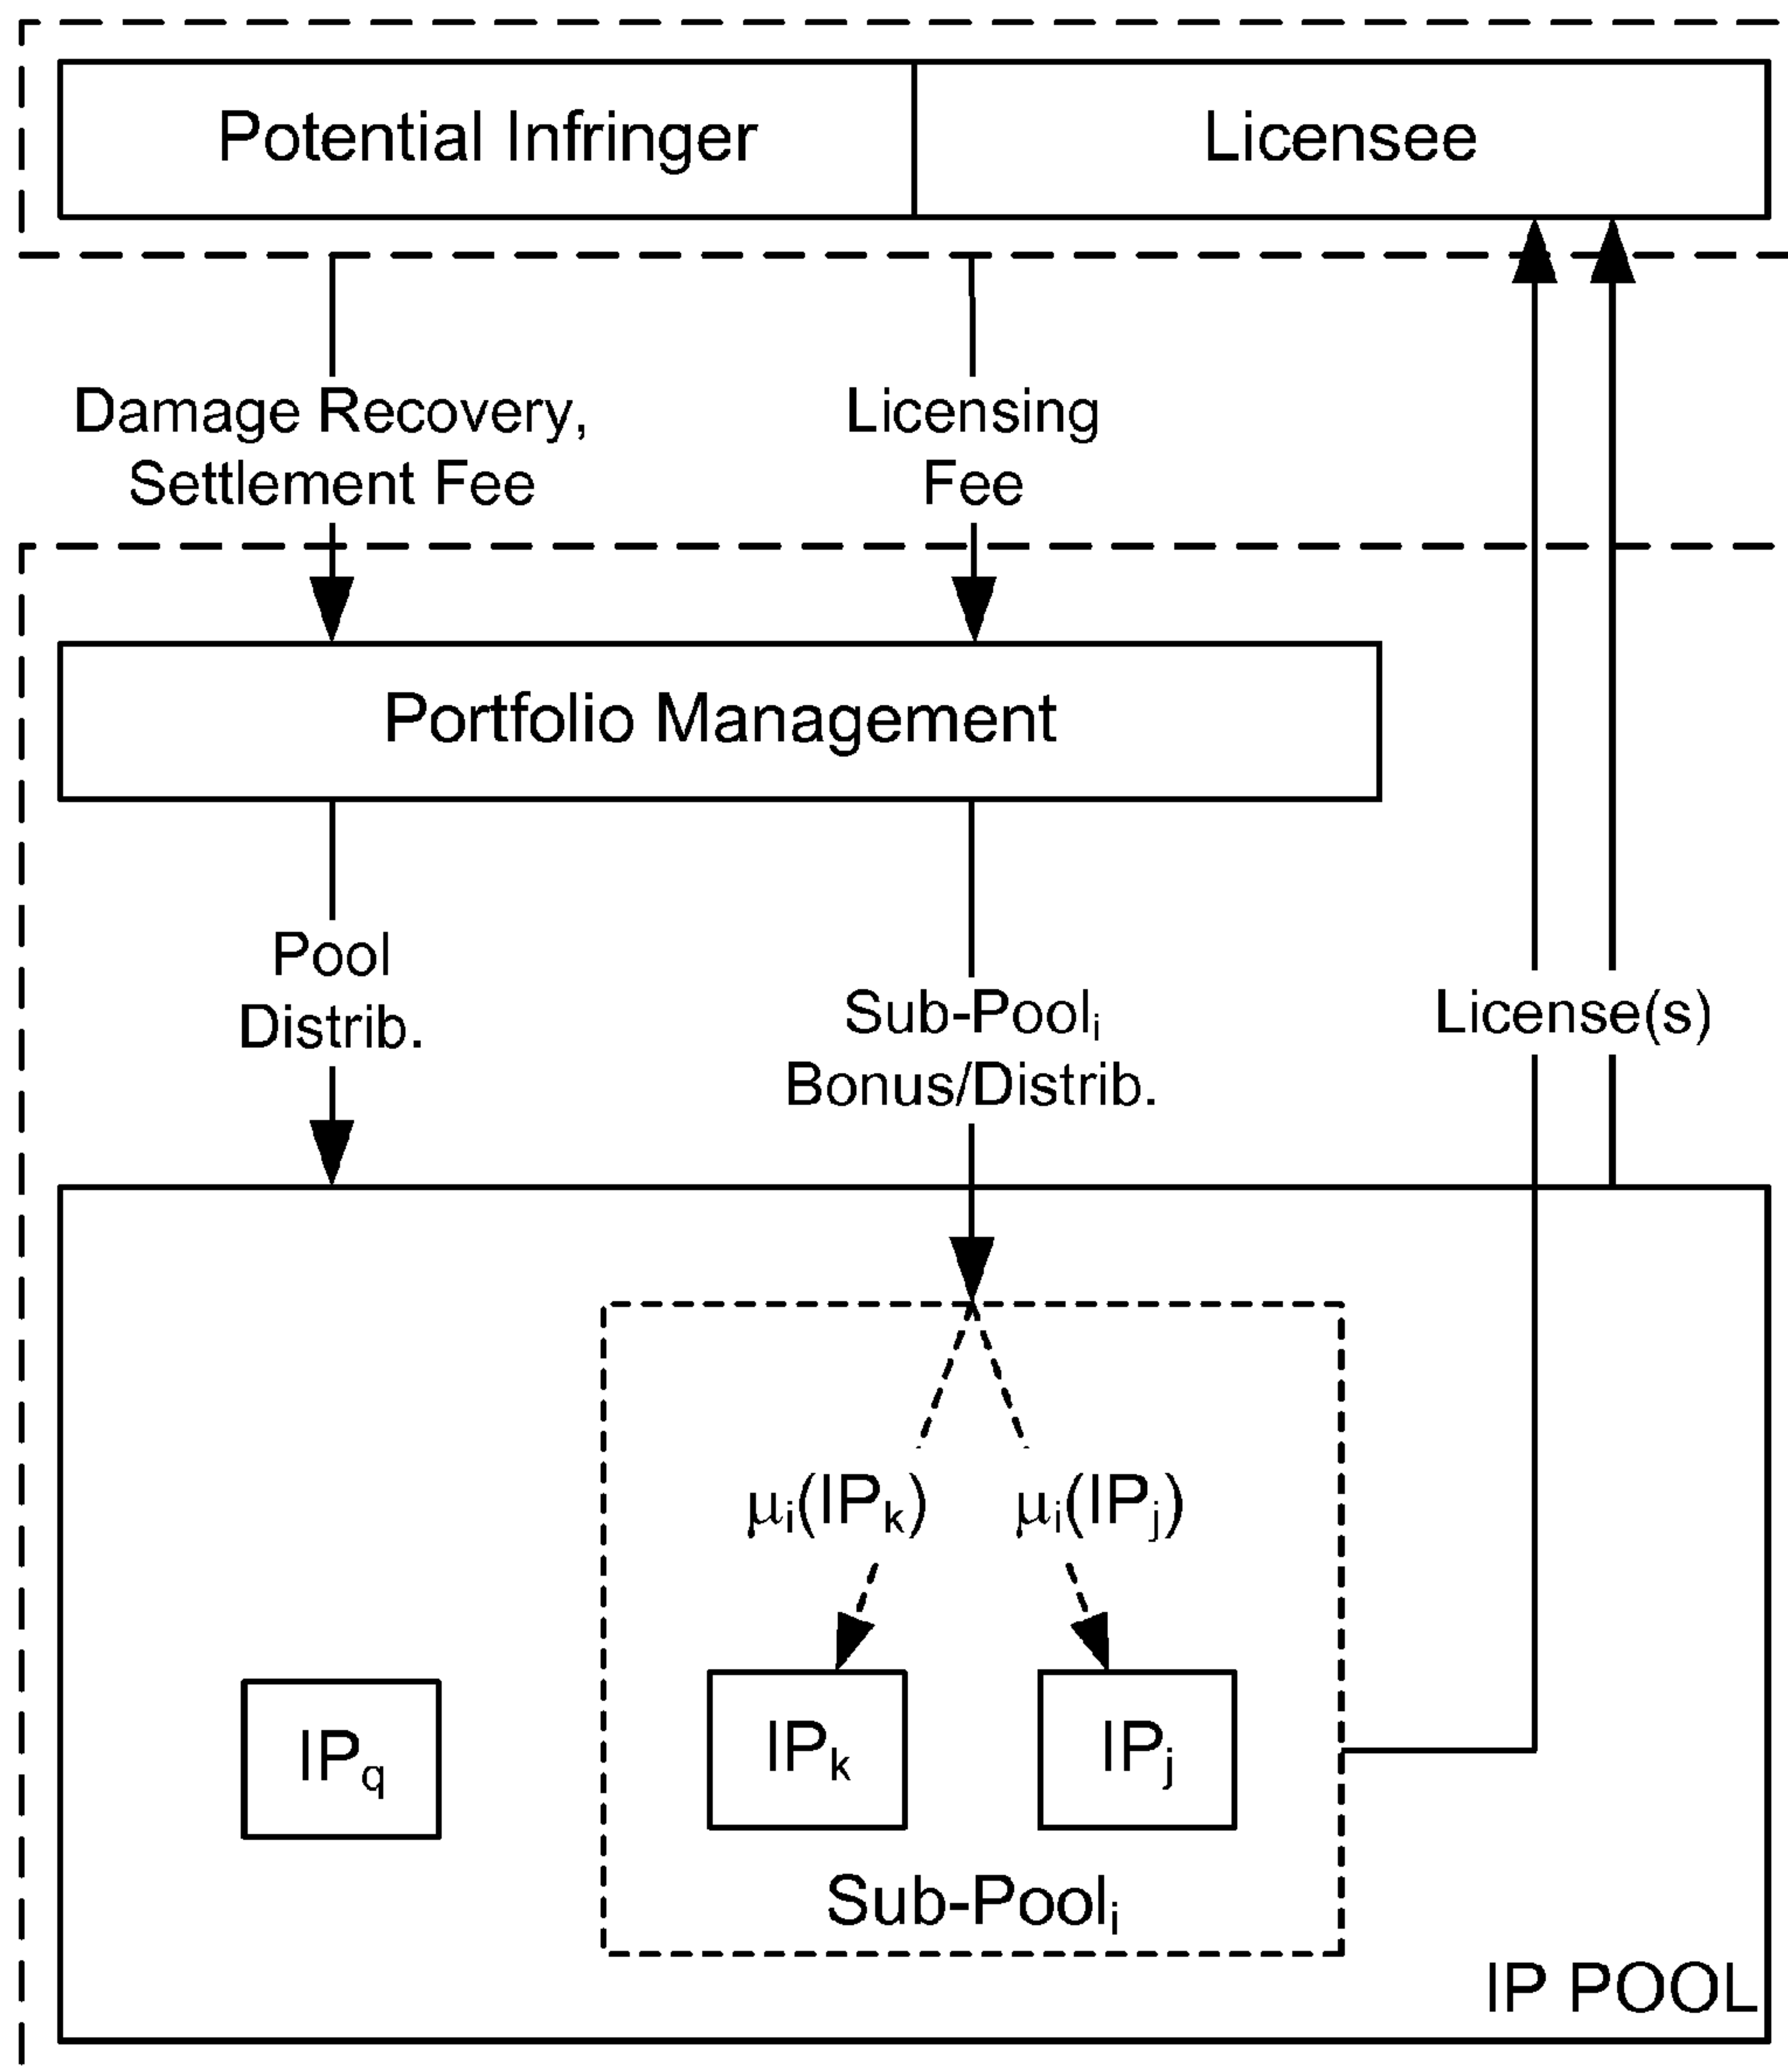 Potential Infringer
Licensee
Damage Recovery,
Settlement Fee
Licensing
Fee
Portfolio Management
Pool
Distrib.
Sub-Poolᵢ
Bonus/Distrib.
License(s)
μᵢ(IPₖ)
μᵢ(IPⱼ)
IPq
IPₖ
IPⱼ
Sub-Poolᵢ
IP POOL